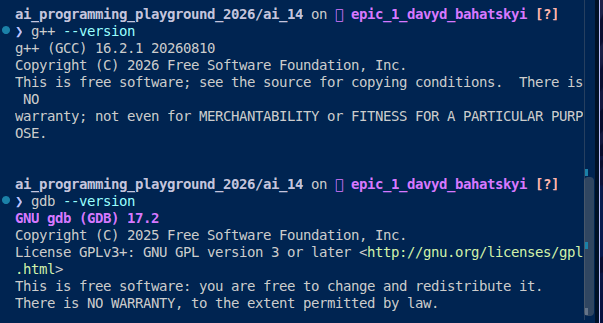 ai_programming_playground_2026/ai_14 on epic_1_davyd_bahatskyi [?]
❯ g++ --version
g++ (GCC) 16.2.1 20260810
Copyright (C) 2026 Free Software Foundation, Inc.
This is free software; see the source for copying conditions.  There is
 NO
warranty; not even for MERCHANTABILITY or FITNESS FOR A PARTICULAR PURP
OSE.
ai_programming_playground_2026/ai_14 on epic_1_davyd_bahatskyi [?]
❯ gdb --version
GNU gdb (GDB) 17.2
Copyright (C) 2025 Free Software Foundation, Inc.
License GPLv3+: GNU GPL version 3 or later <http://gnu.org/licenses/gpl
.html>
This is free software: you are free to change and redistribute it.
There is NO WARRANTY, to the extent permitted by law.